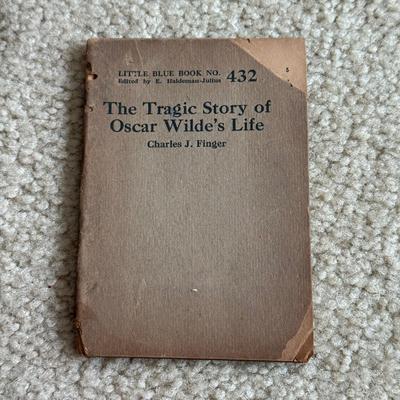 LITTLE BLUE BOOK NO. 432
Edited by E. Haldeman-Julius
The Tragic Story of
Oscar Wilde's Life
Charles J. Finger